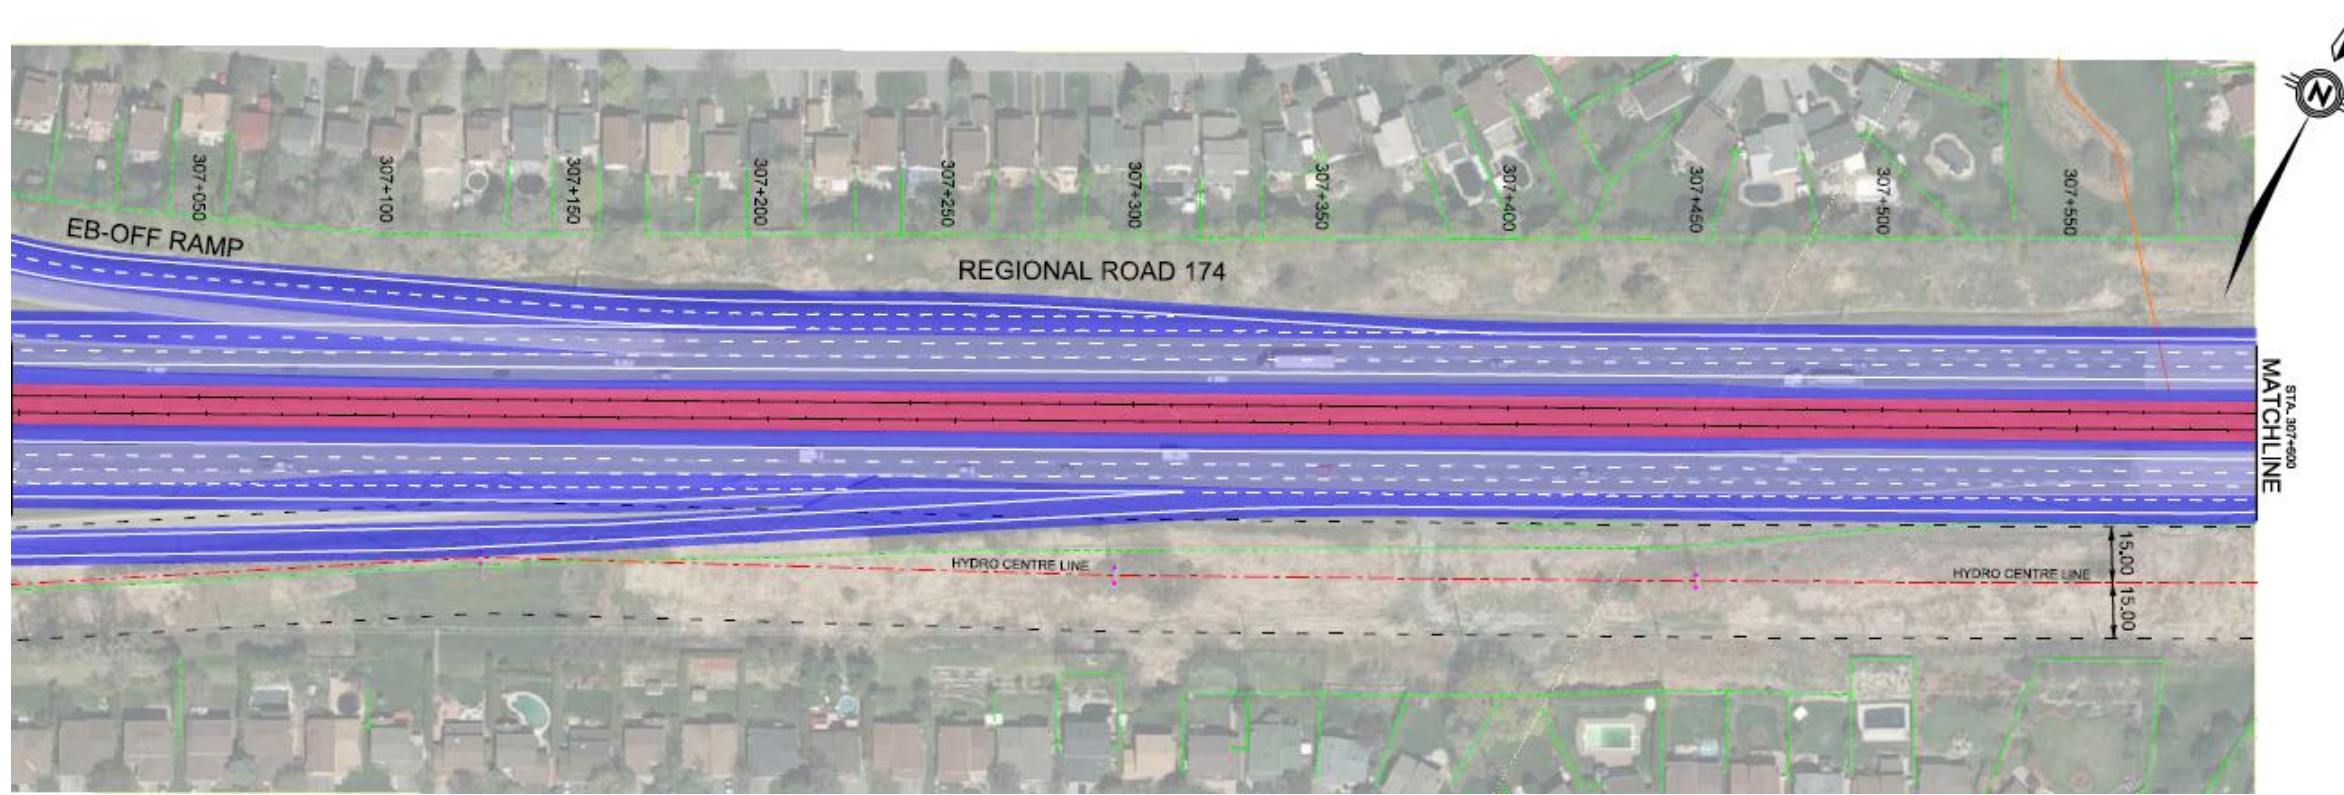 307+050
307+100
307+150
307+200
307+250
307+300
307+350
307+400
307+450
307+500
307+550
N
EB-OFF RAMP
REGIONAL ROAD 174
STA. 307+600
MATCHLINE
HYDRO CENTRE LINE
HYDRO CENTRE LINE
15.00
15.00